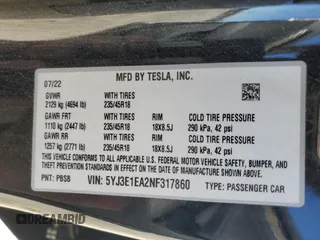 MFD BY TESLA, INC.
07/22
GVWR WITH TIRES
2129 kg (4694 lb) 235/45R18
GAWR FRT WITH TIRES RIM COLD TIRE PRESSURE
1110 kg (2447 lb) 235/45R18 18X8.5J 290 kPa, 42 psi
GAWR RR WITH TIRES RIM COLD TIRE PRESSURE
1257 kg (2771 lb) 235/45R18 18X8.5J 290 kPa, 42 psi
THIS VEHICLE CONFORMS TO ALL APPLICABLE FEDERAL MOTOR VEHICLE SAFETY, BUMPER, AND
THEFT PREVENTION STANDARDS IN EFFECT ON THE DATE OF MANUFACTURE SHOWN ABOVE.
PNT: PBSB VIN: 5YJ3E1EA2NF317860 TYPE: PASSENGER CAR